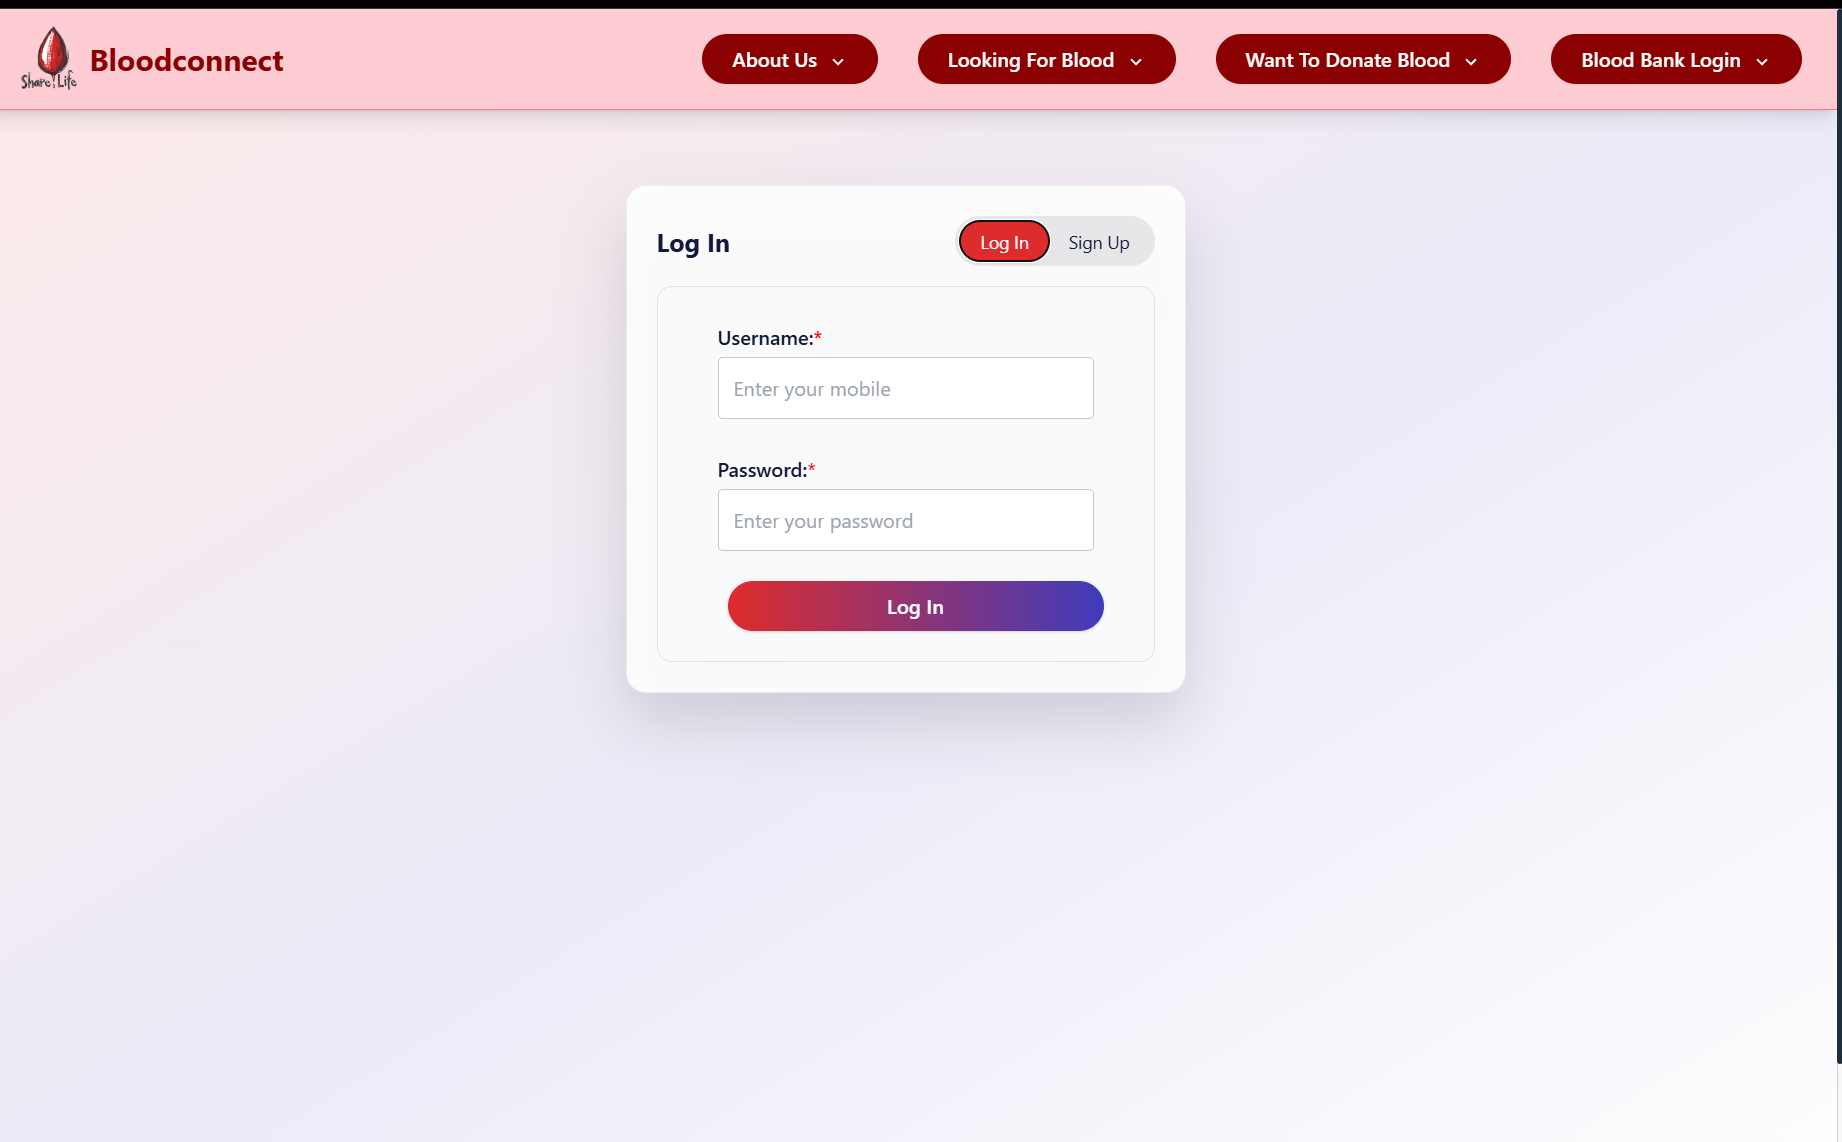 Share Life
Bloodconnect
About Us
Looking For Blood
Want To Donate Blood
Blood Bank Login
Log In
Log In
Sign Up
Username:*
Enter your mobile
Password:*
Enter your password
Log In